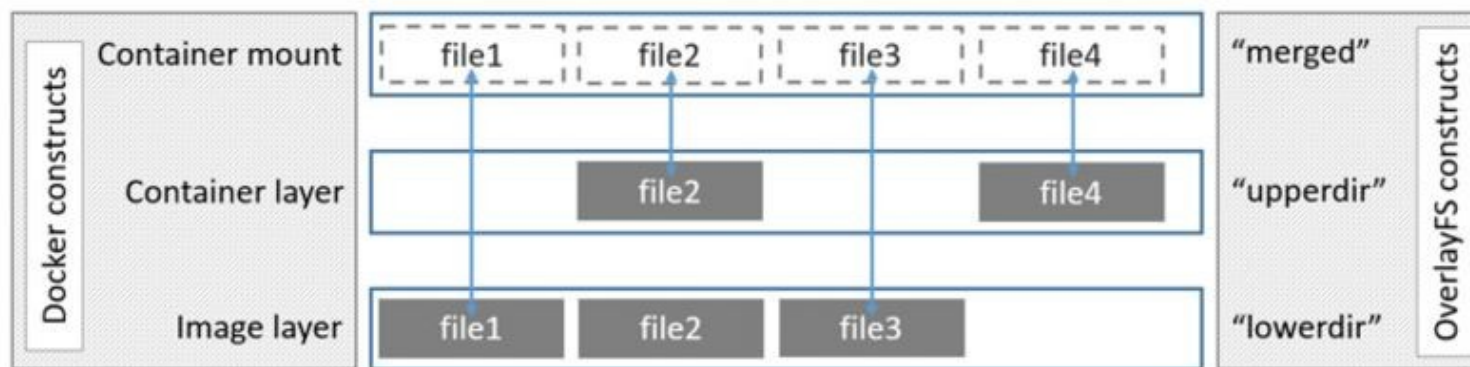 Docker constructs
Container mount
file1 file2 file3 file4
"merged"
Container layer
file2 file4
“upperdir”
Image layer
file1 file2 file3
“lowerdir”
OverlayFS constructs